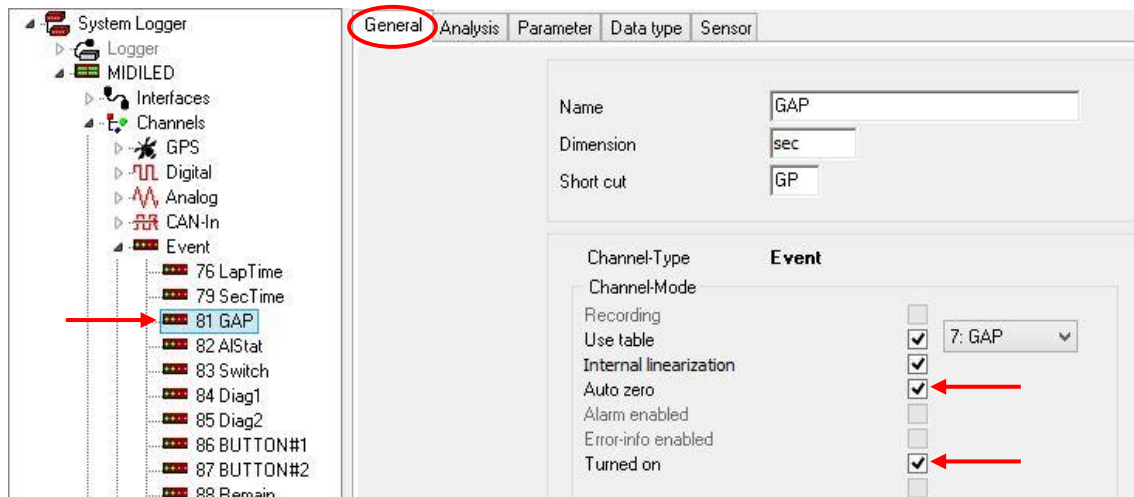 System Logger
Logger
MIDILED
Interfaces
Channels
GPS
Digital
Analog
CAN-In
Event
76 LapTime
79 SecTime
81 GAP
82 AlStat
83 Switch
84 Diag1
85 Diag2
86 BUTTON#1
87 BUTTON#2
88 Remain
General Analysis Parameter Data type Sensor
Name GAP
Dimension sec
Short cut GP
Channel-Type Event
Channel-Mode
Recording
Use table 7: GAP
Internal linearization
Auto zero
Alarm enabled
Error-info enabled
Turned on